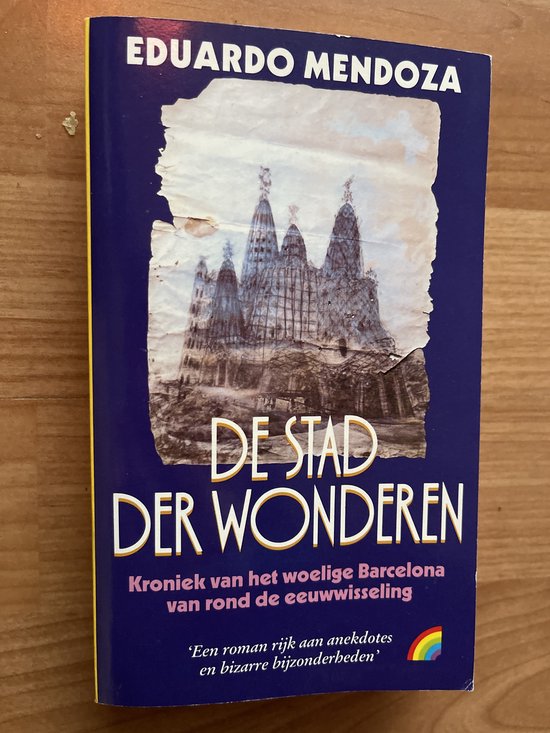 EDUARDO MENDOZA
DE STAD
DER WONDEREN
Kroniek van het woelige Barcelona
van rond de eeuwwisseling
‘Een roman rijk aan anekdotes
en bizarre bijzonderheden’